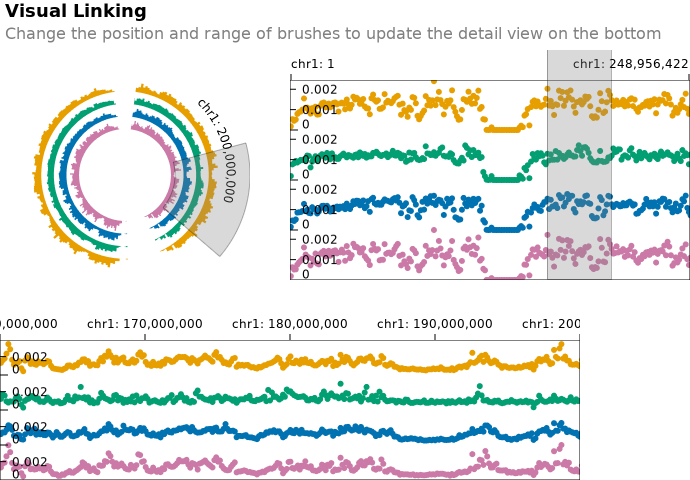 Visual Linking
Change the position and range of brushes to update the detail view on the bottom
chr1: 1
chr1: 248,956,422
chr1: 200,000,000
0.002
0.001
0
0.002
0.001
0
0.002
0.001
0
0.002
0.001
0
0,000,000
chr1: 170,000,000
chr1: 180,000,000
chr1: 190,000,000
chr1: 200
0.002
0
0.002
0
0.002
0
0.002
0